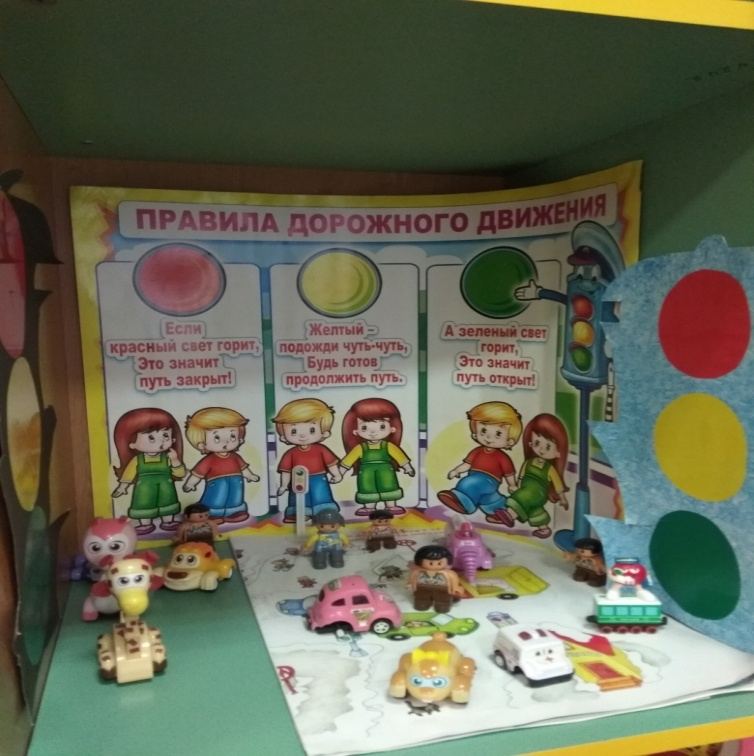 ПРАВИЛА ДОРОЖНОГО ДВИЖЕНИЯ
Если
красный свет горит,
Это значит
путь закрыт!
Желтый –
подожди чуть-чуть,
Будь готов
продолжить путь.
А зеленый свет
горит,
Это значит
путь открыт!